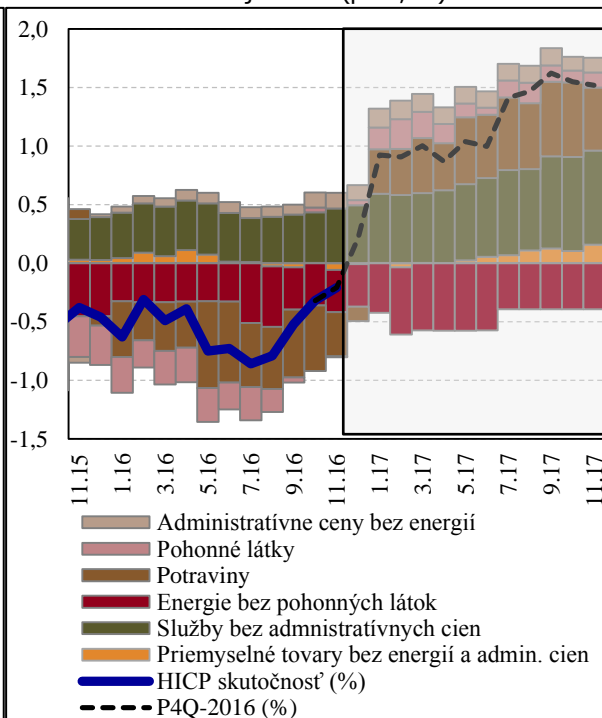 2,0
1,5
1,0
0,5
0,0
-0,5
-1,0
-1,5
11.15
1.16
3.16
5.16
7.16
9.16
11.16
1.17
3.17
5.17
7.17
9.17
11.17
Administratívne ceny bez energií
Pohonné látky
Potraviny
Energie bez pohonných látok
Služby bez admnistratívnych cien
Priemyselné tovary bez energií a admin. cien
HICP skutočnosť (%)
P4Q-2016 (%)